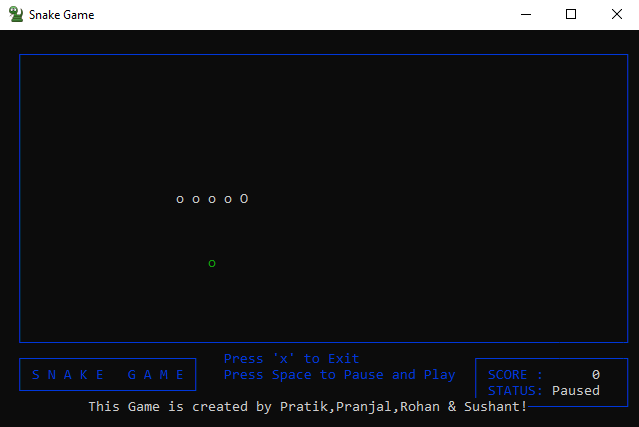 Snake Game
o o o o O
o
Press 'x' to Exit
S N A K E   G A M E
Press Space to Pause and Play
SCORE :      0
STATUS: Paused
This Game is created by Pratik,Pranjal,Rohan & Sushant!